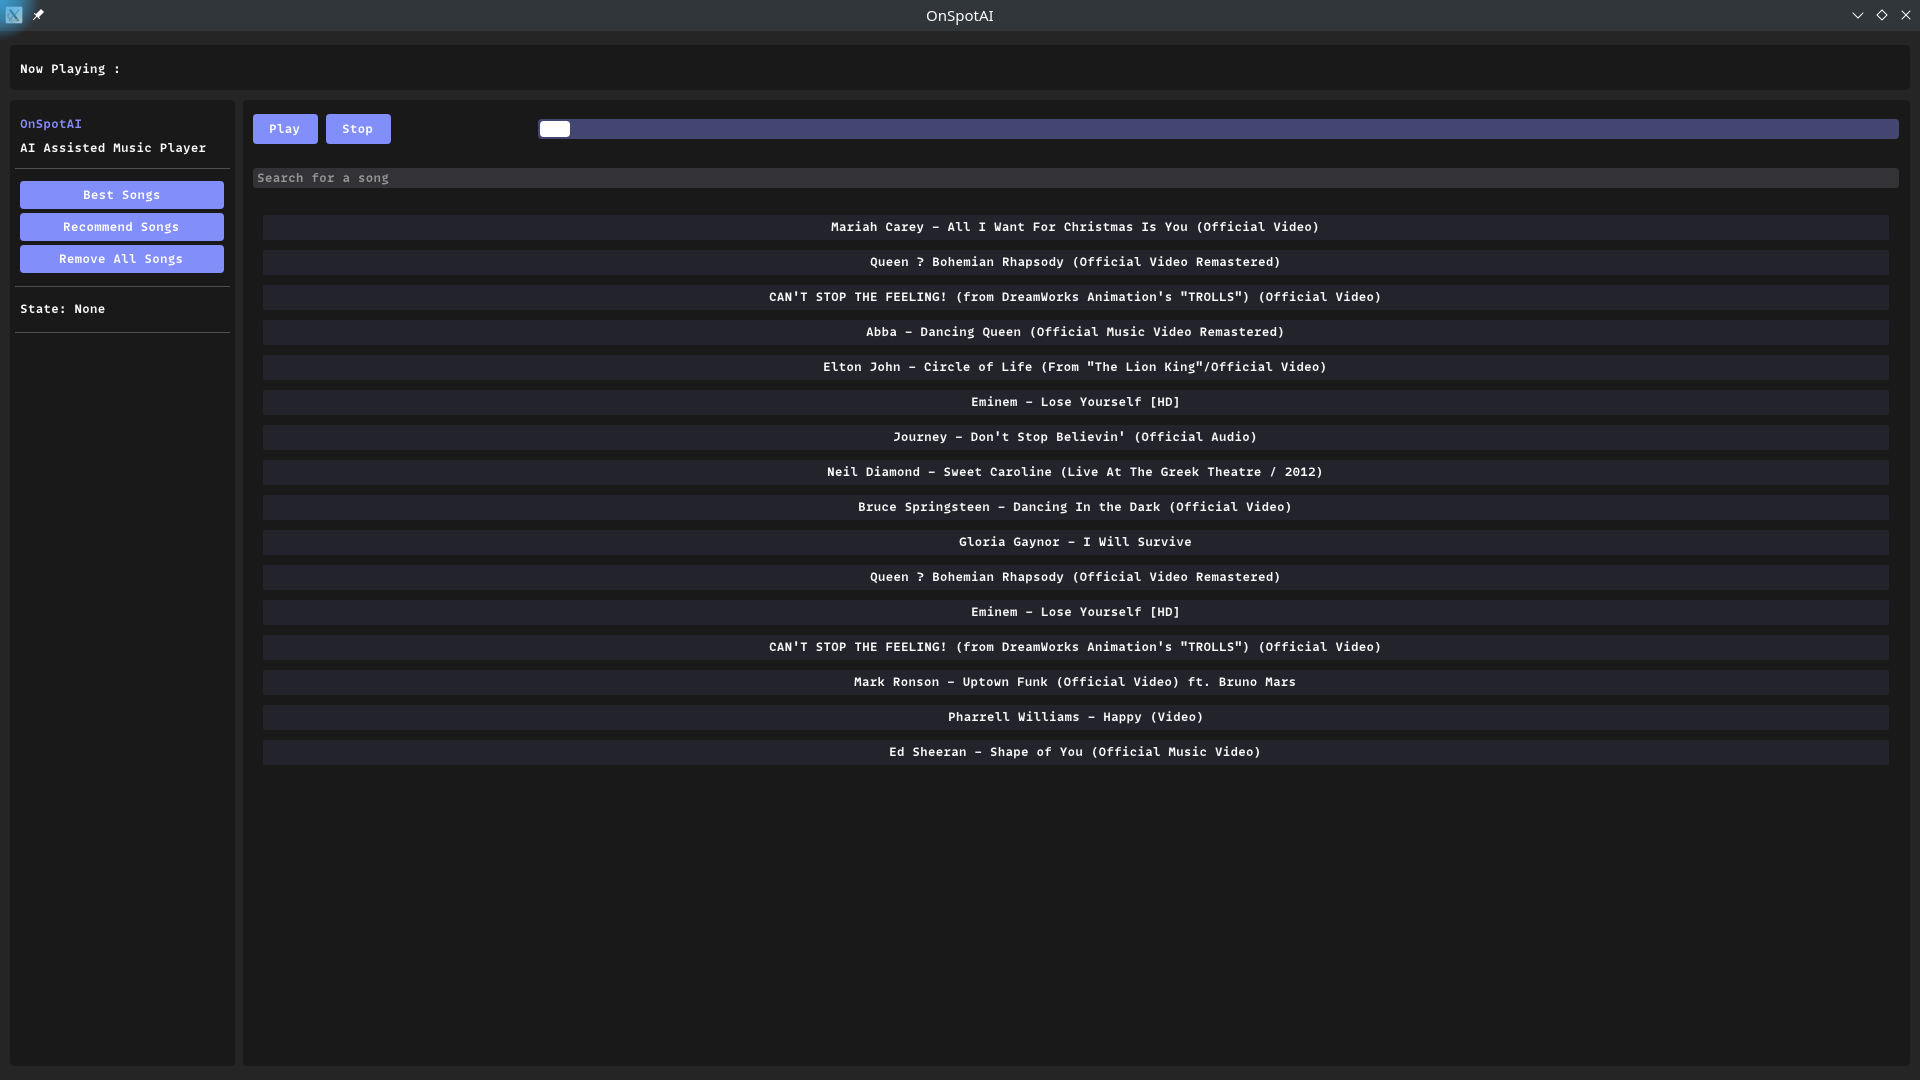 OnSpotAI
Now Playing :
OnSpotAI
AI Assisted Music Player
Best Songs
Recommend Songs
Remove All Songs
State: None
Play Stop
Search for a song
Mariah Carey - All I Want For Christmas Is You (Official Video)
Queen ? Bohemian Rhapsody (Official Video Remastered)
CAN'T STOP THE FEELING! (from DreamWorks Animation's "TROLLS") (Official Video)
Abba - Dancing Queen (Official Music Video Remastered)
Elton John - Circle of Life (From "The Lion King"/Official Video)
Eminem - Lose Yourself [HD]
Journey - Don't Stop Believin' (Official Audio)
Neil Diamond - Sweet Caroline (Live At The Greek Theatre / 2012)
Bruce Springsteen - Dancing In the Dark (Official Video)
Gloria Gaynor - I Will Survive
Queen ? Bohemian Rhapsody (Official Video Remastered)
Eminem - Lose Yourself [HD]
CAN'T STOP THE FEELING! (from DreamWorks Animation's "TROLLS") (Official Video)
Mark Ronson - Uptown Funk (Official Video) ft. Bruno Mars
Pharrell Williams - Happy (Video)
Ed Sheeran - Shape of You (Official Music Video)